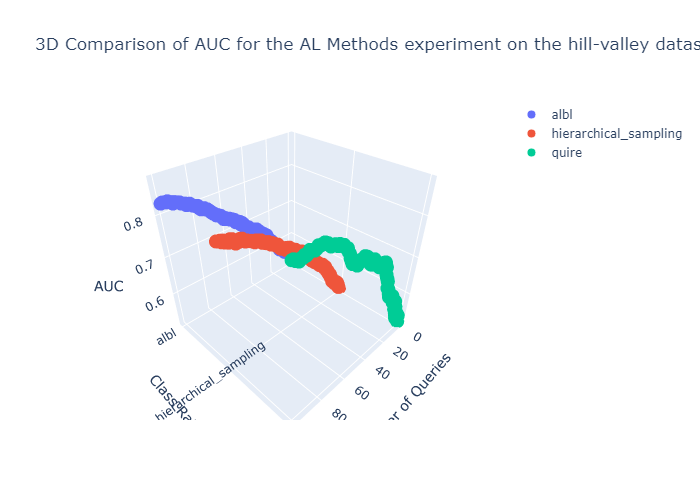 3D Comparison of AUC for the AL Methods experiment on the hill-valley datas
albl
hierarchical_sampling
quire
0.8
0.7
0.6
AUC
albl
hierarchical_sampling
0
20
40
60
80
of Queries